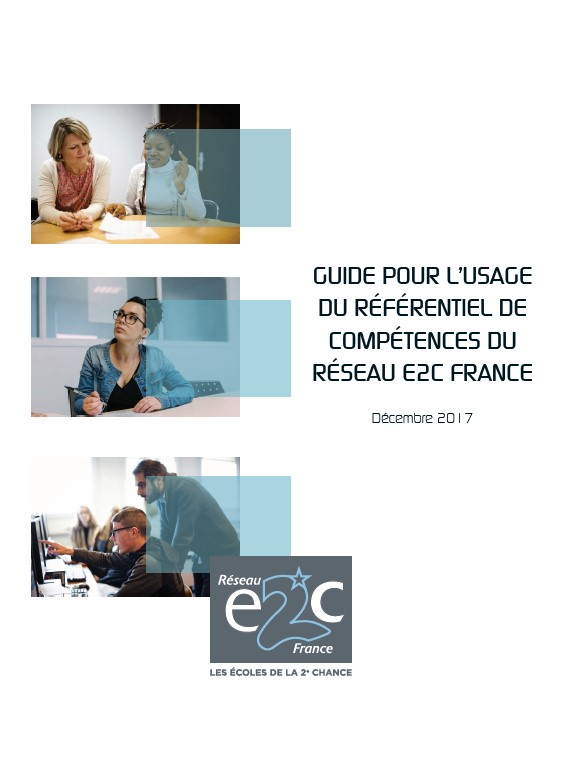 GUIDE POUR L'USAGE
DU RÉFÉRENTIEL DE
COMPÉTENCES DU
RÉSEAU E2C FRANCE
Décembre 2017
Réseau
e2c
France
LES ÉCOLES DE LA 2e CHANCE